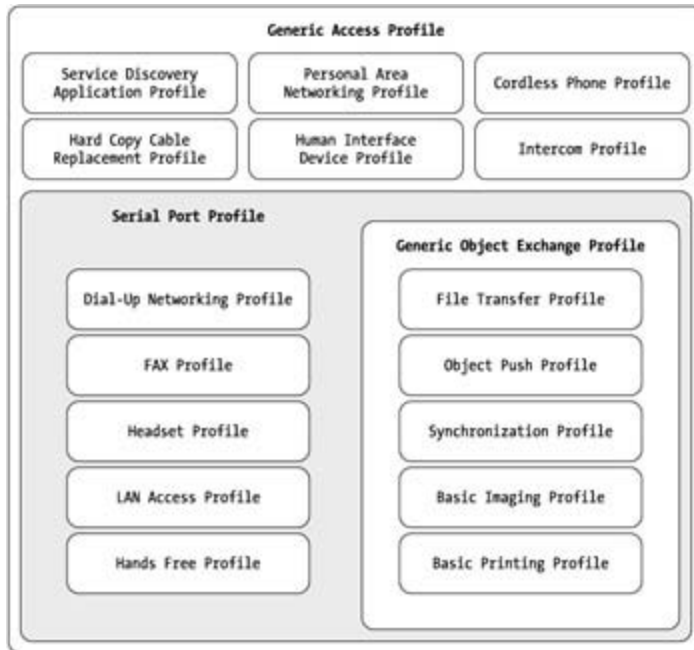 Generic Access Profile
Service Discovery
Application Profile
Personal Area
Networking Profile
Cordless Phone Profile
Hard Copy Cable
Replacement Profile
Human Interface
Device Profile
Intercom Profile
Serial Port Profile
Generic Object Exchange Profile
Dial-Up Networking Profile
FAX Profile
Headset Profile
LAN Access Profile
Hands Free Profile
File Transfer Profile
Object Push Profile
Synchronization Profile
Basic Imaging Profile
Basic Printing Profile